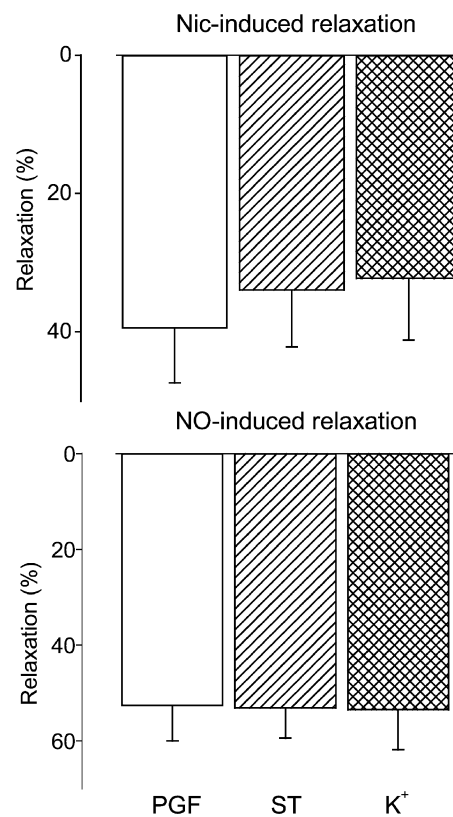 Nic-induced relaxation
0
20
40
Relaxation (%)
NO-induced relaxation
0
20
40
60
Relaxation (%)
PGF ST K⁺